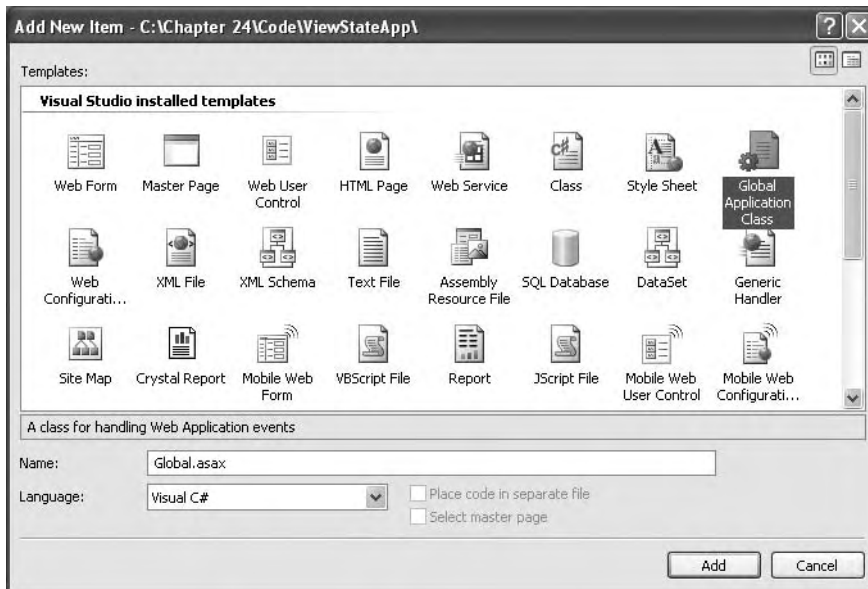 Add New Item - C:\Chapter 24\Code\ViewStateApp\
Templates:
Visual Studio installed templates
Web Form
Master Page
Web User
Control
HTML Page
Web Service
Class
Style Sheet
Global
Application
Class
Web
Configurati...
XML File
XML Schema
Text File
Assembly
Resource File
SQL Database
DataSet
Generic
Handler
Site Map
Crystal Report
Mobile Web
Form
VBScript File
Report
JScript File
Mobile Web
User Control
Mobile Web
Configurati...
A class for handling Web Application events
Name:
Global.asax
Language:
Visual C#
Place code in separate file
Select master page
Add
Cancel